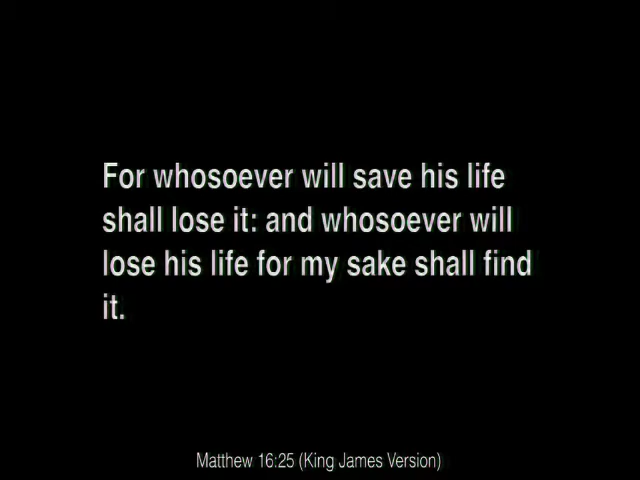 For whosoever will save his life
shall lose it: and whosoever will
lose his life for my sake shall find
it.
Matthew 16:25 (King James Version)